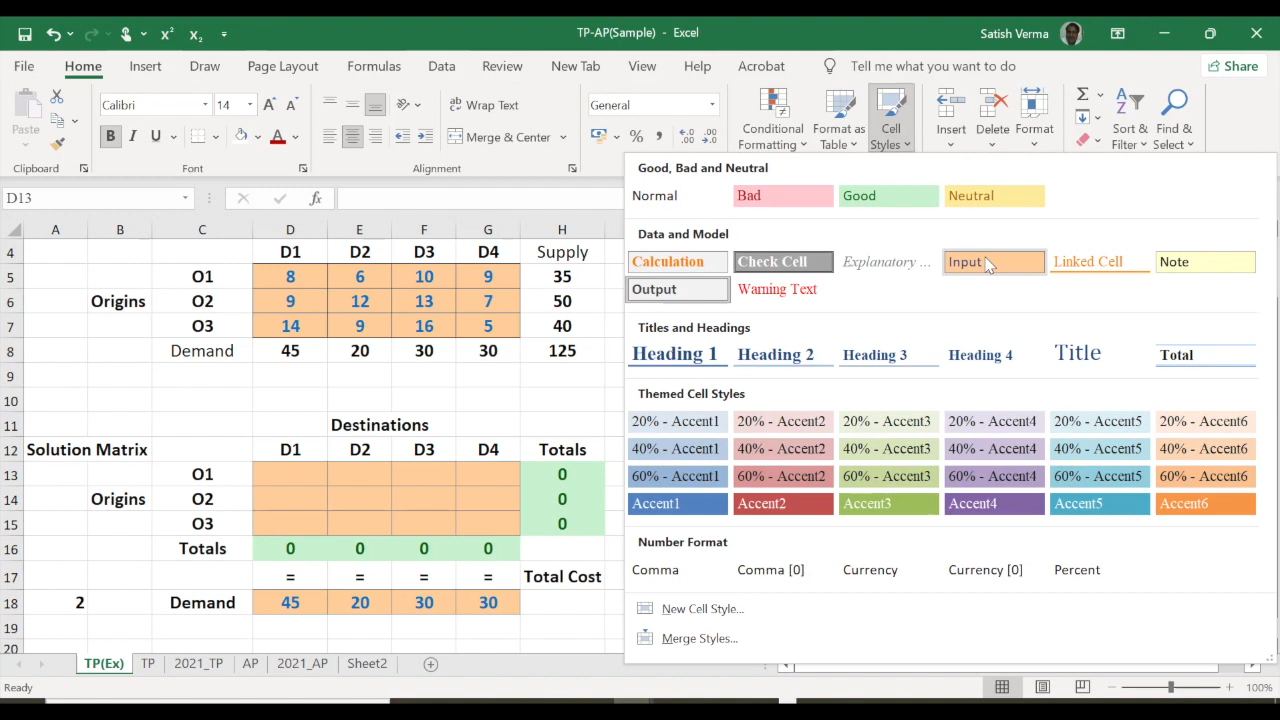 TP-AP(Sample) - Excel
Satish Verma
File Home Insert Draw Page Layout Formulas Data Review New Tab View Help Acrobat Tell me what you want to do Share
Paste
Calibri 14
B I U A
Wrap Text
Merge & Center
General
Conditional Formatting
Format as Table
Cell Styles
Insert Delete Format
Sort & Filter
Find & Select
Clipboard Font Alignment
D13 fx
Good, Bad and Neutral
Normal Bad Good Neutral
Data and Model
Calculation Check Cell Explanatory ... Input Linked Cell Note
Output Warning Text
Titles and Headings
Heading 1 Heading 2 Heading 3 Heading 4 Title Total
Themed Cell Styles
20% - Accent1 20% - Accent2 20% - Accent3 20% - Accent4 20% - Accent5 20% - Accent6
40% - Accent1 40% - Accent2 40% - Accent3 40% - Accent4 40% - Accent5 40% - Accent6
60% - Accent1 60% - Accent2 60% - Accent3 60% - Accent4 60% - Accent5 60% - Accent6
Accent1 Accent2 Accent3 Accent4 Accent5 Accent6
Number Format
Comma Comma [0] Currency Currency [0] Percent
New Cell Style...
Merge Styles...
A B C D E F G H
4 D1 D2 D3 D4 Supply
5 O1 8 6 10 9 35
6 Origins O2 9 12 13 7 50
7 O3 14 9 16 5 40
8 Demand 45 20 30 30 125
9
10
11 Destinations
12 Solution Matrix D1 D2 D3 D4 Totals
13 O1 0
14 Origins O2 0
15 O3 0
16 Totals 0 0 0 0
17 = = = = Total Cost
18 2 Demand 45 20 30 30
19
20
TP(Ex) TP 2021_TP AP 2021_AP Sheet2
Ready 100%